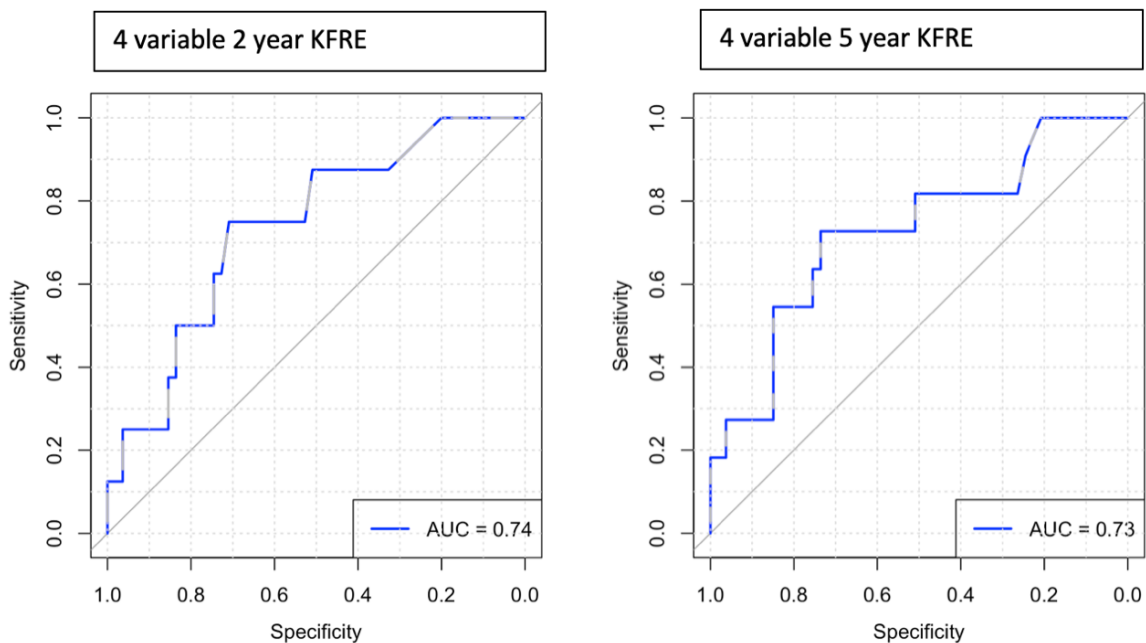 4 variable 2 year KFRE
4 variable 5 year KFRE
Sensitivity
1.0
0.8
0.6
0.4
0.2
0.0
AUC = 0.74
1.0 0.8 0.6 0.4 0.2 0.0
Specificity
Sensitivity
1.0
0.8
0.6
0.4
0.2
0.0
AUC = 0.73
1.0 0.8 0.6 0.4 0.2 0.0
Specificity